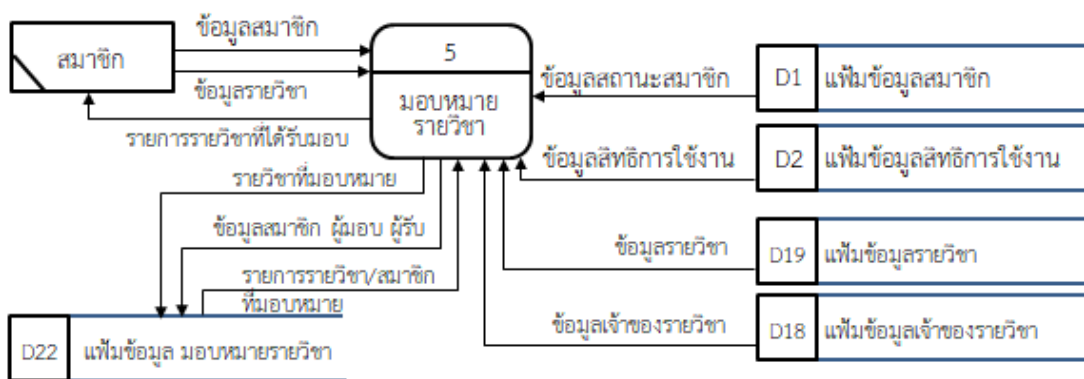 ข้อมูลสมาชิก
สมาชิก
5
ข้อมูลรายวิชา
มอบหมาย
รายวิชา
รายการรายวิชาที่ได้รับมอบ
ข้อมูลสถานะสมาชิก
D1 แฟ้มข้อมูลสมาชิก
ข้อมูลสิทธิการใช้งาน
D2 แฟ้มข้อมูลสิทธิการใช้งาน
รายวิชาที่มอบหมาย
ข้อมูลสมาชิก ผู้มอบ ผู้รับ
ข้อมูลรายวิชา
D19 แฟ้มข้อมูลรายวิชา
รายการรายวิชา/สมาชิก
ที่มอบหมาย
ข้อมูลเจ้าของรายวิชา
D18 แฟ้มข้อมูลเจ้าของรายวิชา
D22 แฟ้มข้อมูล มอบหมายรายวิชา